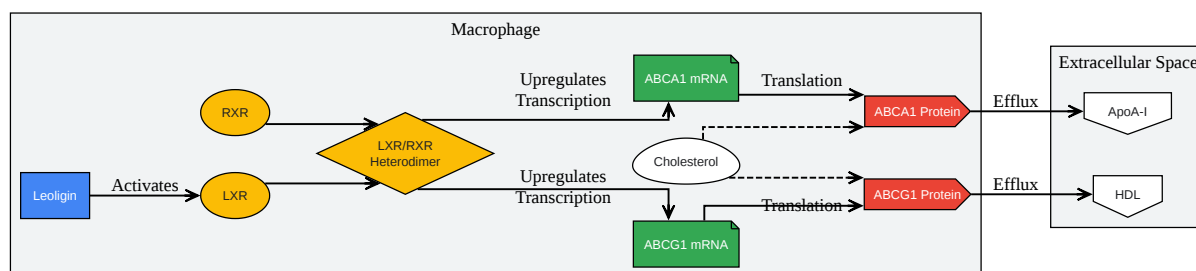 Macrophage
Extracellular Space
Upregulates
Transcription
ABCA1 mRNA
Translation
Efflux
RXR
ABCA1 Protein
ApoA-I
LXR/RXR
Heterodimer
Cholesterol
Leoligin
Activates
LXR
Upregulates
Transcription
Translation
ABCG1 Protein
Efflux
HDL
ABCG1 mRNA